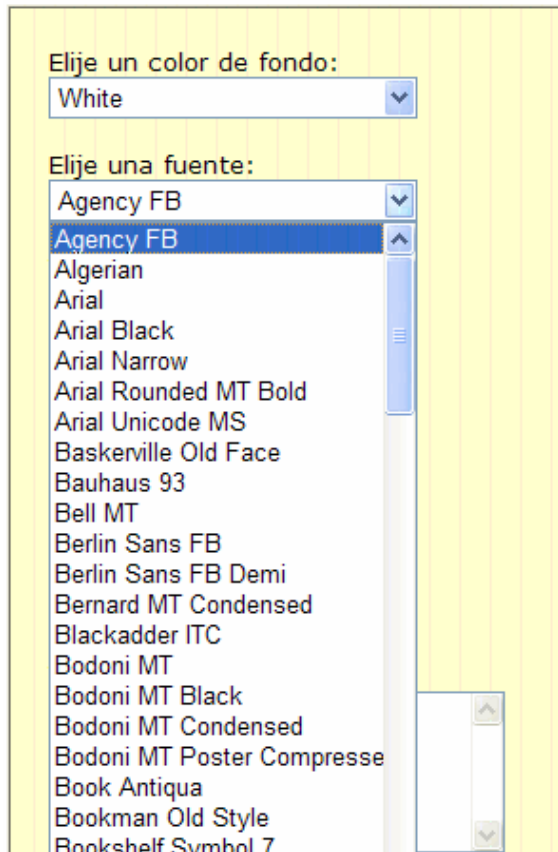 Elije un color de fondo:
White
Elije una fuente:
Agency FB
Agency FB
Algerian
Arial
Arial Black
Arial Narrow
Arial Rounded MT Bold
Arial Unicode MS
Baskerville Old Face
Bauhaus 93
Bell MT
Berlin Sans FB
Berlin Sans FB Demi
Bernard MT Condensed
Blackadder ITC
Bodoni MT
Bodoni MT Black
Bodoni MT Condensed
Bodoni MT Poster Compresse
Book Antiqua
Bookman Old Style
Bookshelf Symbol 7